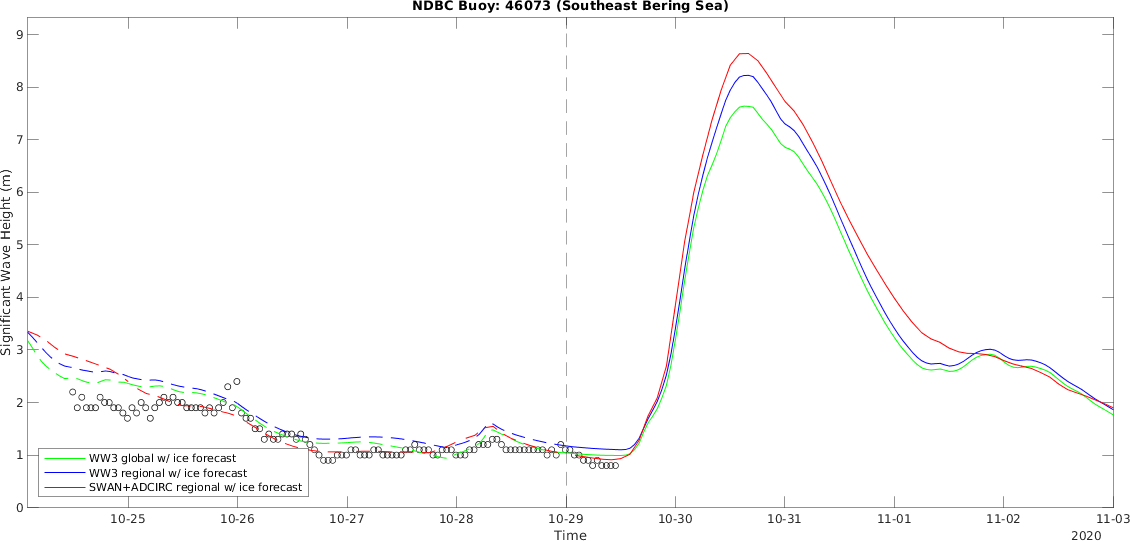 NDBC Buoy: 46073 (Southeast Bering Sea)
9
8
7
6
5
4
3
2
1
0
Significant Wave Height (m)
WW3 global w/ ice forecast
WW3 regional w/ ice forecast
SWAN+ADCIRC regional w/ ice forecast
10-25 10-26 10-27 10-28 10-29 10-30 10-31 11-01 11-02 11-03
Time
2020